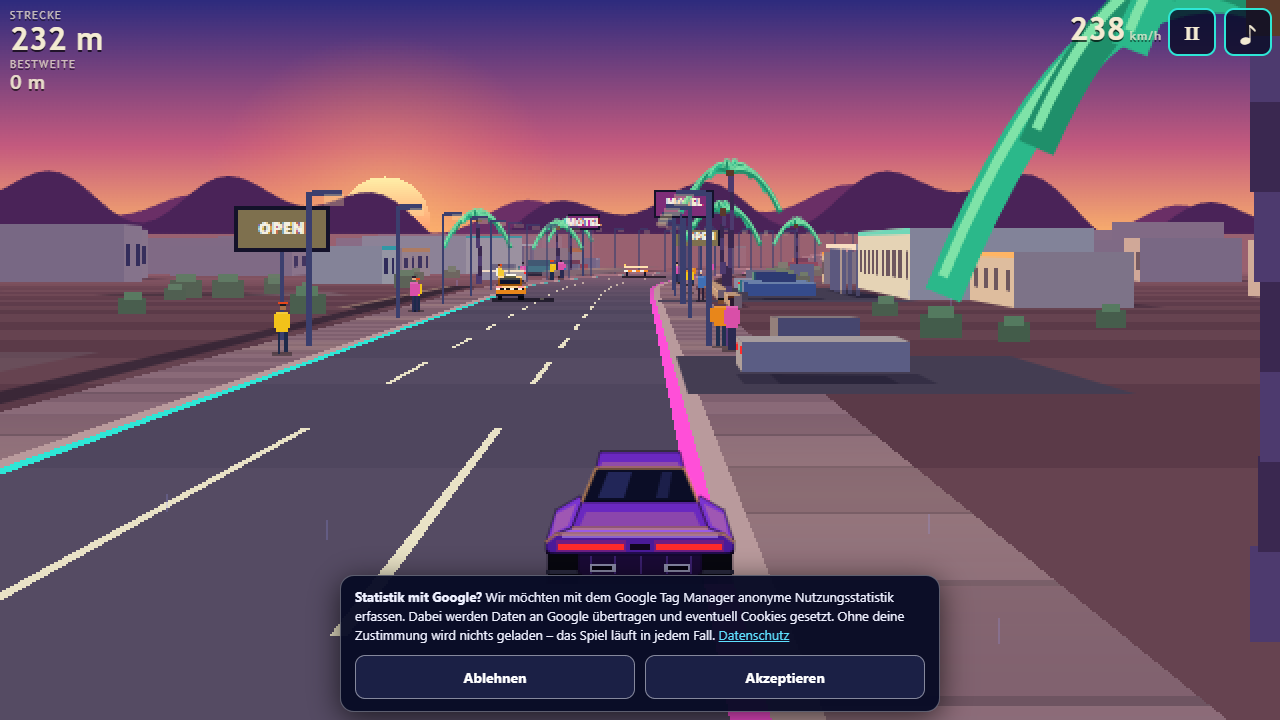 STRECKE
232 m
BESTWEITE
0 m
238 km/h
OPEN
MOTEL
MOTEL
OPEN
Statistik mit Google? Wir möchten mit dem Google Tag Manager anonyme Nutzungsstatistik
erfassen. Dabei werden Daten an Google übertragen und eventuell Cookies gesetzt. Ohne deine
Zustimmung wird nichts geladen – das Spiel läuft in jedem Fall. Datenschutz
Ablehnen
Akzeptieren